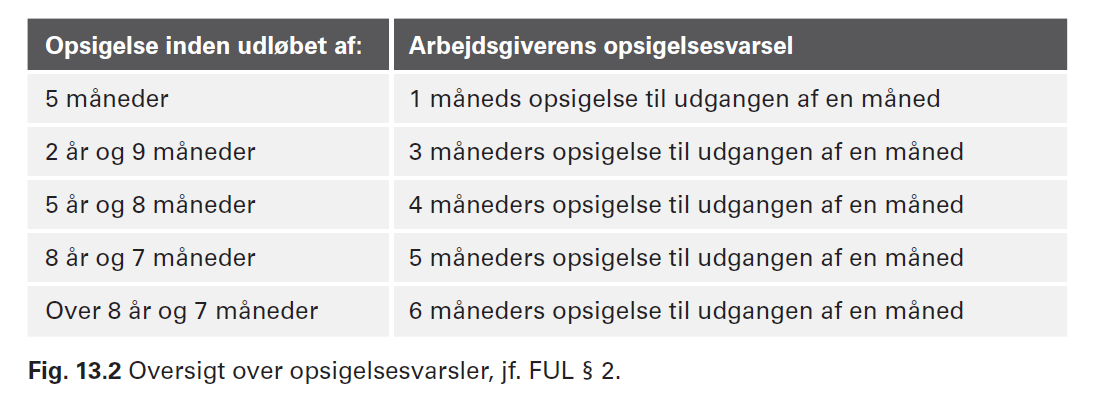 Opsigelse inden udløbet af: Arbejdsgiverens opsigelsesvarsel
5 måneder 1 måneds opsigelse til udgangen af en måned
2 år og 9 måneder 3 måneders opsigelse til udgangen af en måned
5 år og 8 måneder 4 måneders opsigelse til udgangen af en måned
8 år og 7 måneder 5 måneders opsigelse til udgangen af en måned
Over 8 år og 7 måneder 6 måneders opsigelse til udgangen af en måned
Fig. 13.2 Oversigt over opsigelsesvarsler, jf. FUL § 2.